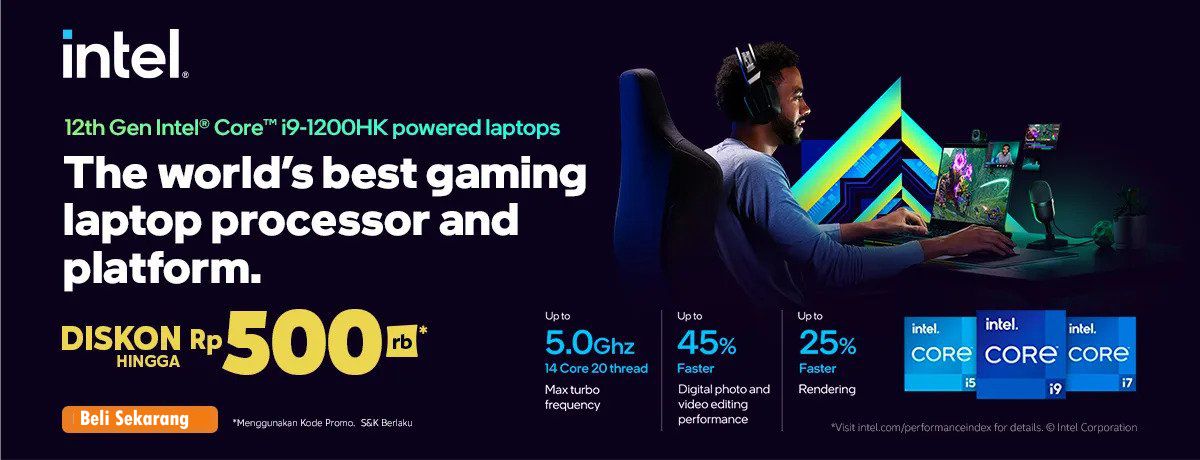 intel®
12th Gen Intel® Core™ i9-1200HK powered laptops
The world's best gaming
laptop processor and
platform.
DISKON HINGGA Rp500rb*
Beli Sekarang
*Menggunakan Kode Promo. S&K Berlaku
Up to
5.0Ghz
14 Core 20 thread
Max turbo
frequency
Up to
45%
Faster
Digital photo and
video editing
performance
Up to
25%
Faster
Rendering
intel.
CORE
i5
intel.
CORE
i9
intel.
CORE
i7
*Visit intel.com/performanceindex for details. © Intel Corporation